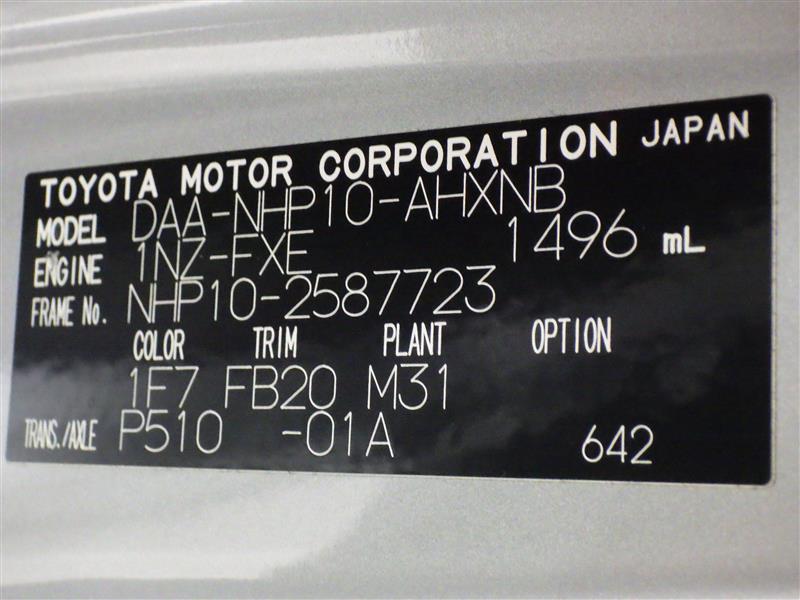 TOYOTA MOTOR CORPORATION JAPAN
MODEL DAA-NHP10-AHXNB
ENGINE 1NZ-FXE 1496 mL
FRAME No. NHP10-2587723
COLOR TRIM PLANT OPTION
1F7 FB20 M31
TRANS./AXLE P510 -01A 642